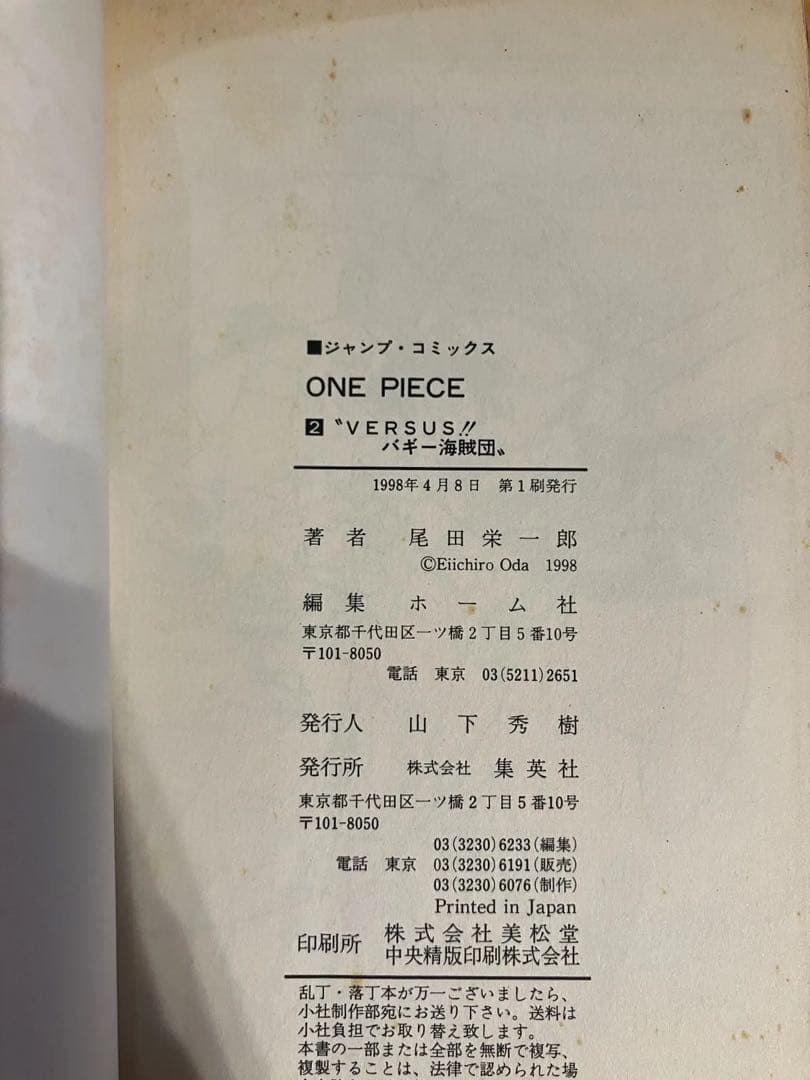 ■ジャンプ・コミックス
ONE PIECE
2 〝VERSUS!!
バギー海賊団〟
1998年4月8日 第1刷発行
著者 尾田栄一郎
©Eiichiro Oda 1998
編集 ホーム社
東京都千代田区一ツ橋2丁目5番10号
〒101-8050
電話 東京 03(5211)2651
発行人 山下秀樹
発行所 株式会社 集英社
東京都千代田区一ツ橋2丁目5番10号
〒101-8050
03(3230)6233(編集)
電話 東京 03(3230)6191(販売)
03(3230)6076(制作)
Printed in Japan
印刷所 株式会社美松堂
中央精版印刷株式会社
乱丁・落丁本が万一ございましたら、
小社制作部宛にお送り下さい。送料は
小社負担でお取り替え致します。
本書の一部または全部を無断で複写、
複製することは、法律で認められた場